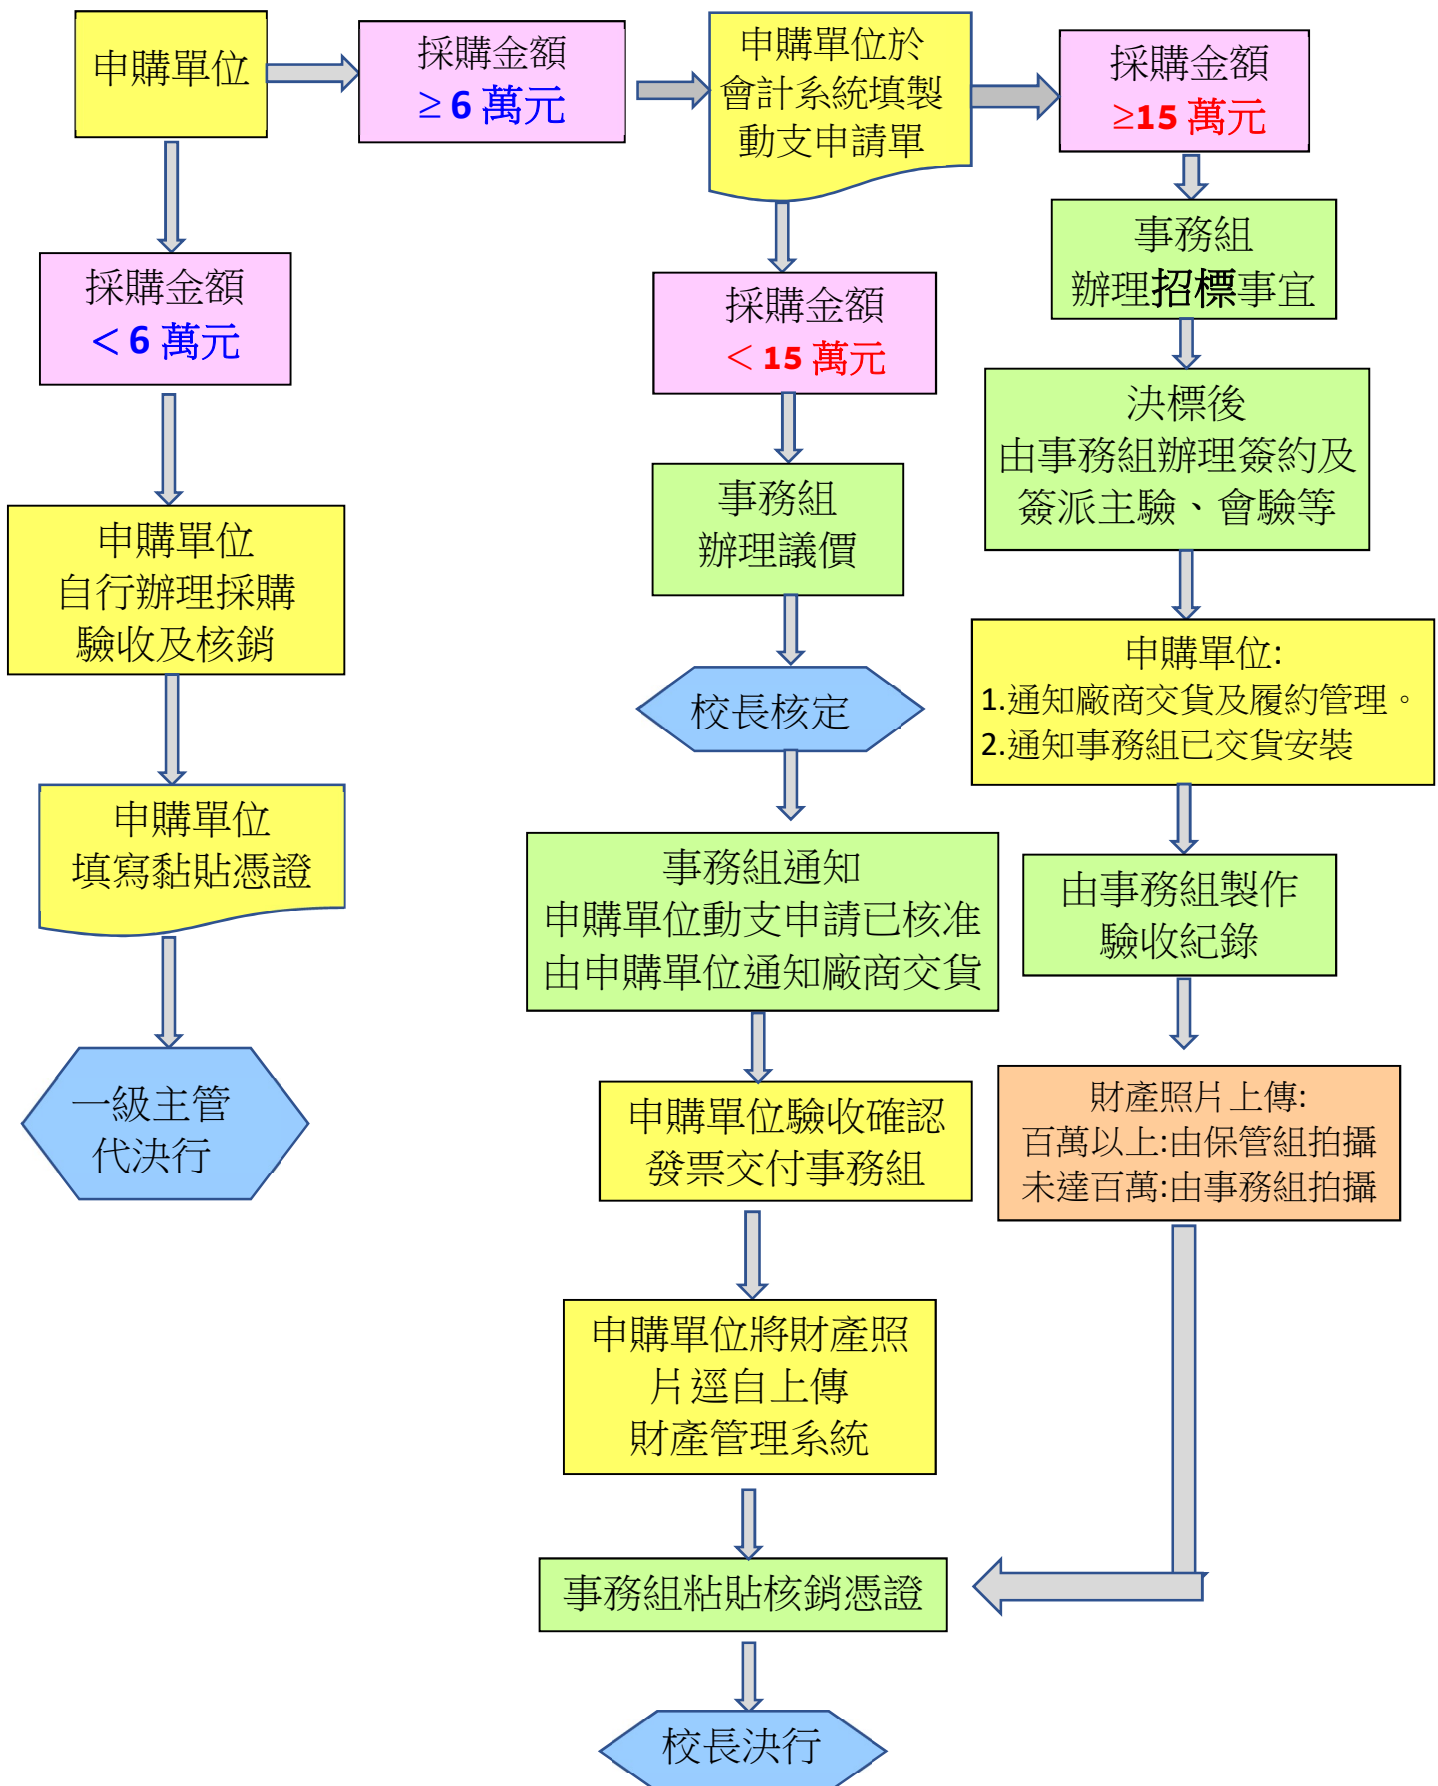 申購單位
採購金額
≥ 6 萬元
申購單位於
會計系統填製
動支申請單
採購金額
≥15 萬元
採購金額
＜ 6 萬元
申購單位
自行辦理採購
驗收及核銷
申購單位
填寫黏貼憑證
一級主管
代決行
採購金額
＜ 15 萬元
事務組
辦理議價
校長核定
事務組通知
申購單位動支申請已核准
由申購單位通知廠商交貨
申購單位驗收確認
發票交付事務組
申購單位將財產照
片逕自上傳
財產管理系統
事務組粘貼核銷憑證
校長決行
事務組
辦理招標事宜
決標後
由事務組辦理簽約及
簽派主驗、會驗等
申購單位:
1.通知廠商交貨及履約管理。
2.通知事務組已交貨安裝
由事務組製作
驗收紀錄
財產照片上傳:
百萬以上:由保管組拍攝
未達百萬:由事務組拍攝